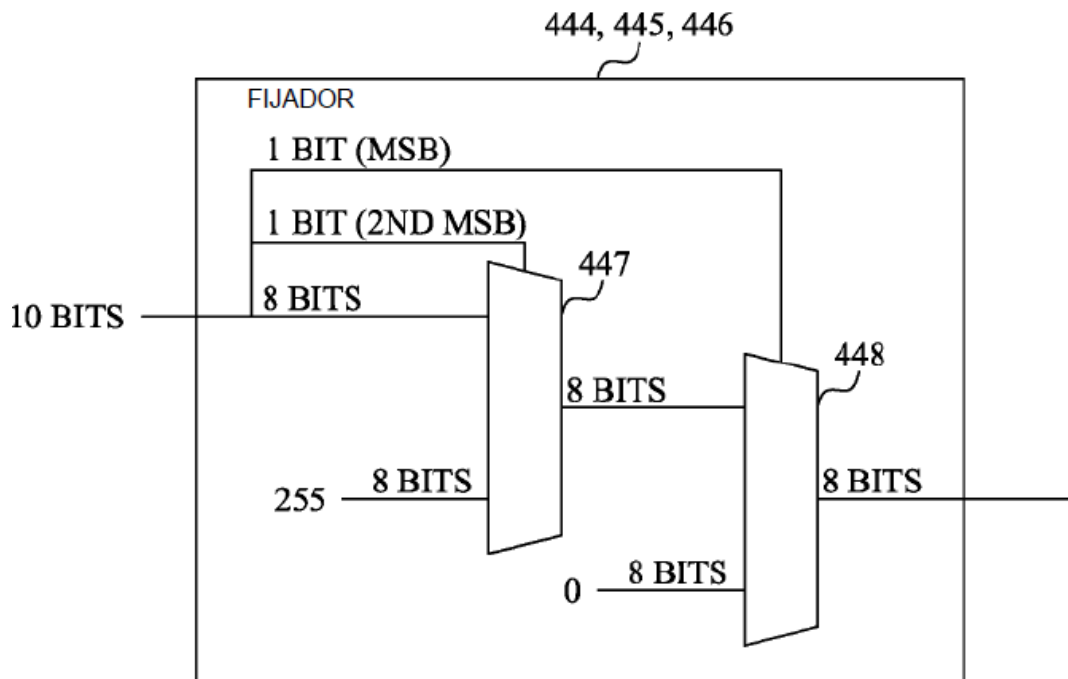 444, 445, 446
FIJADOR
1 BIT (MSB)
1 BIT (2ND MSB)
447
10 BITS
8 BITS
448
8 BITS
255
8 BITS
8 BITS
0
8 BITS